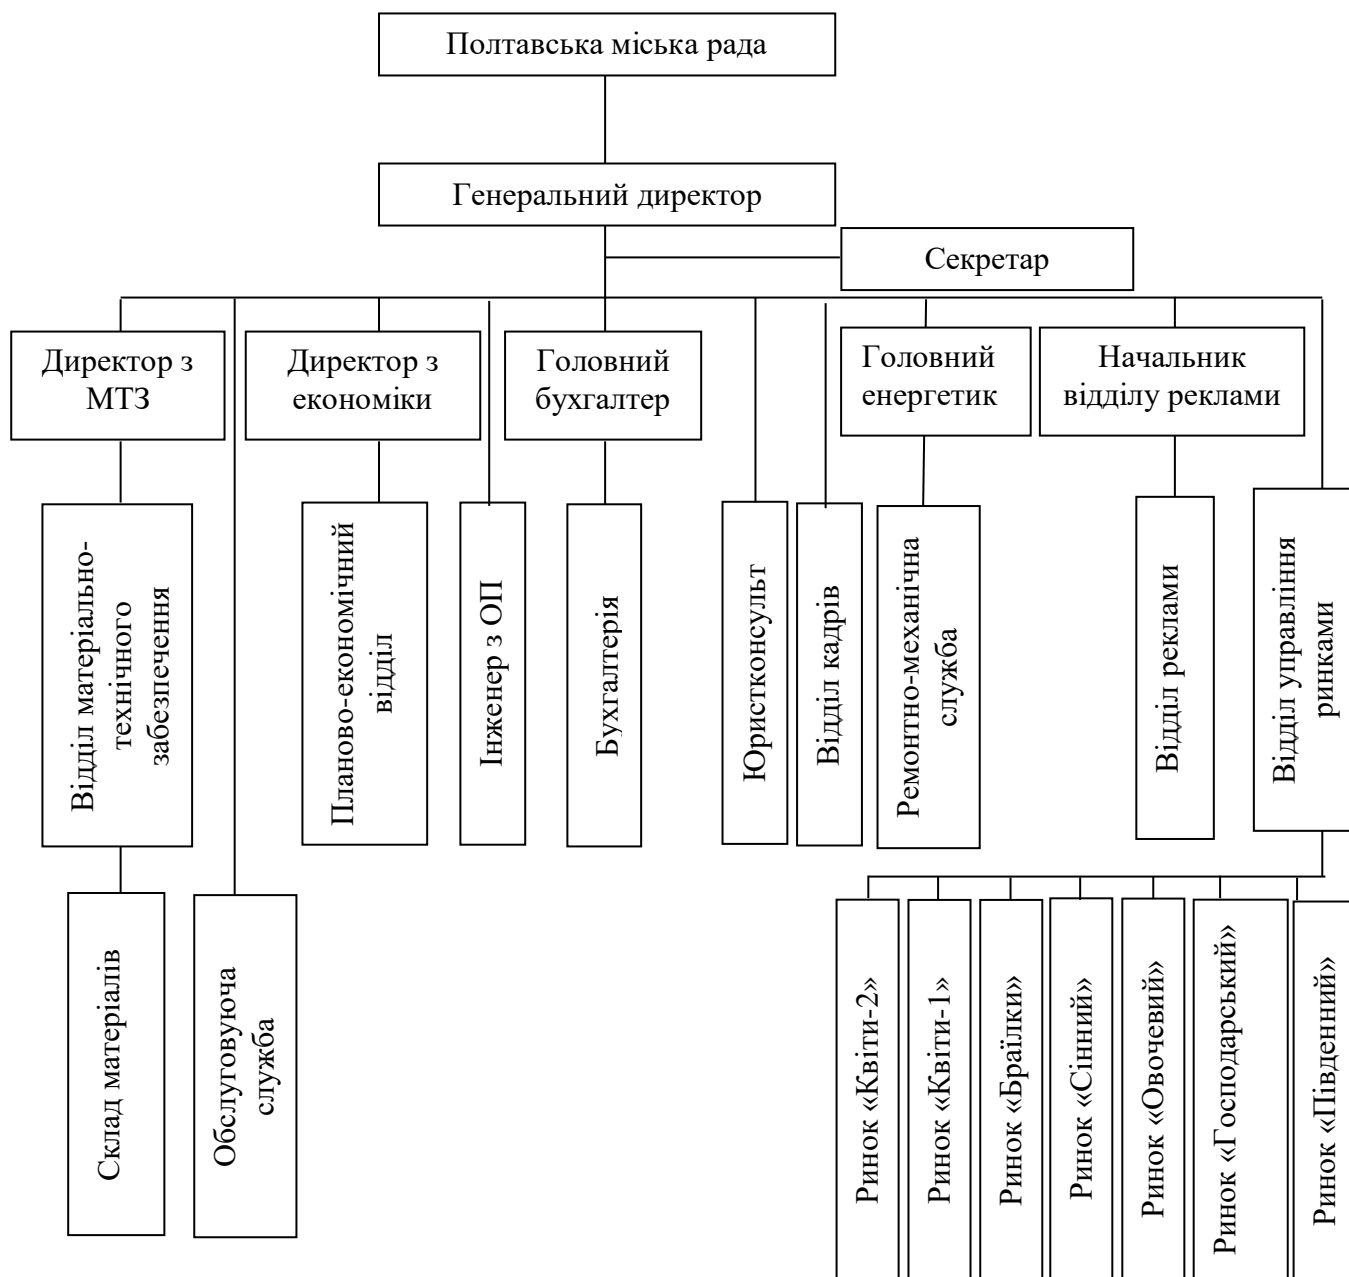 Полтавська міська рада
Генеральний директор
Секретар
Директор з
МТЗ
Директор з
економіки
Головний
бухгалтер
Головний
енергетик
Начальник
відділу реклами
Відділ матеріально-
технічного
забезпечення
Планово-економічний
відділ
Інженер з ОП
Бухгалтерія
Юристконсульт
Відділ кадрів
Ремонтно-механічна
служба
Відділ реклами
Відділ управління
ринками
Склад матеріалів
Обслуговуюча
служба
Ринок «Квіти-2»
Ринок «Квіти-1»
Ринок «Браїлки»
Ринок «Сінний»
Ринок «Овочевий»
Ринок «Господарський»
Ринок «Південний»